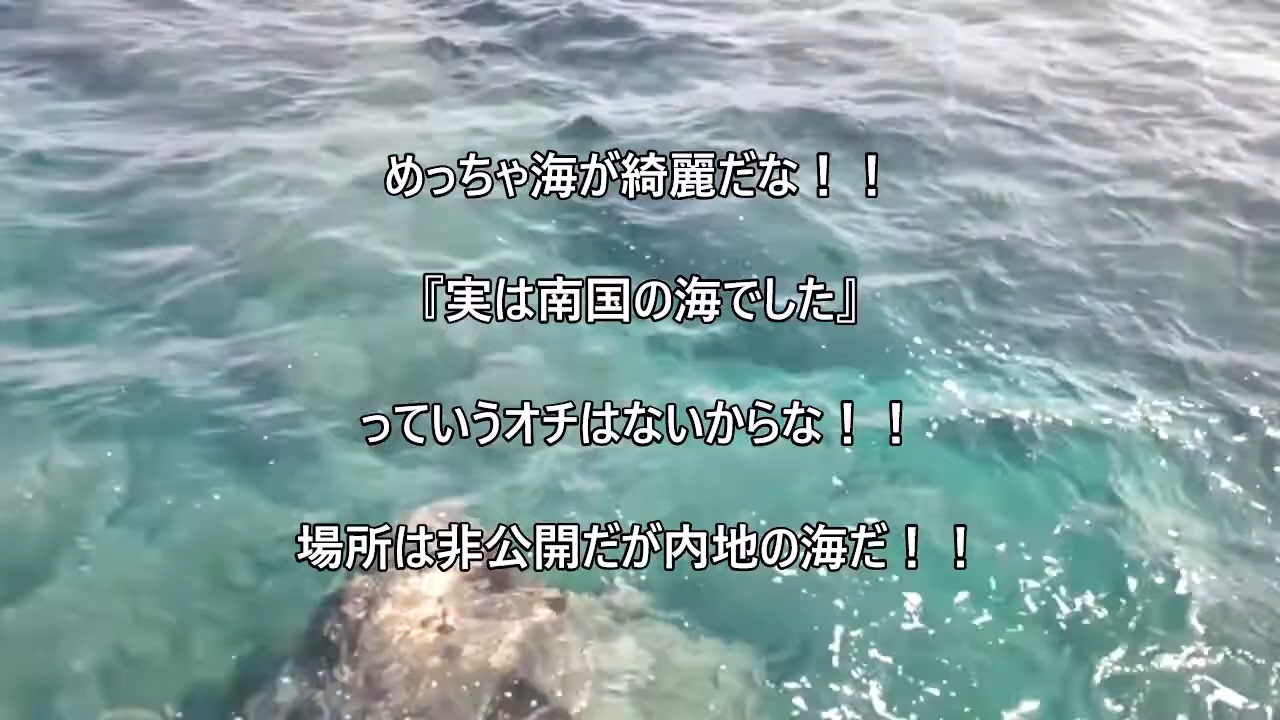 めっちゃ海が綺麗だな！！
『実は南国の海でした』
っていうオチはないからな！！
場所は非公開だが内地の海だ！！